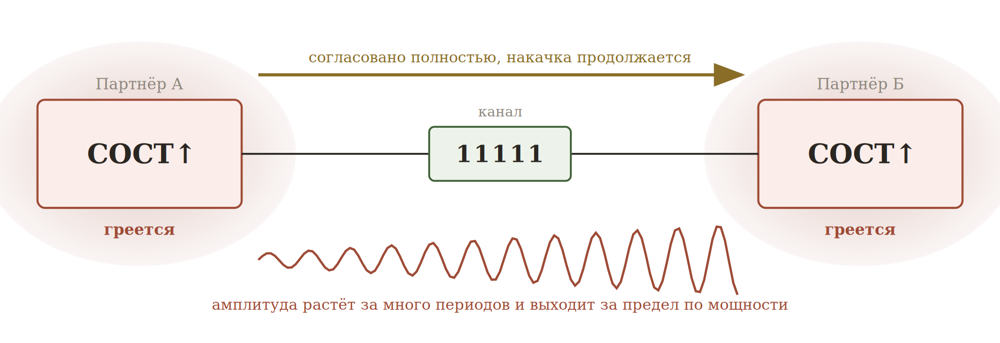 согласовано полностью, накачка продолжается
Партнёр А
Партнёр Б
канал
СОСТ↑
11111
СОСТ↑
греется
греется
амплитуда растёт за много периодов и выходит за предел по мощности